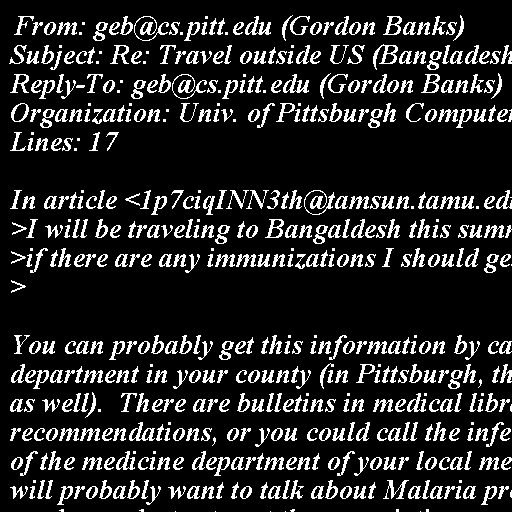 From: geb@cs.pitt.edu (Gordon Banks)
Subject: Re: Travel outside US (Bangladesh
Reply-To: geb@cs.pitt.edu (Gordon Banks)
Organization: Univ. of Pittsburgh Computer
Lines: 17

In article <1p7ciqINN3th@tamsun.tamu.edu
>I will be traveling to Bangaldesh this summ
>if there are any immunizations I should get
>

You can probably get this information by ca
department in your county (in Pittsburgh, th
as well).  There are bulletins in medical libra
recommendations, or you could call the infe
of the medicine department of your local me
will probably want to talk about Malaria pro